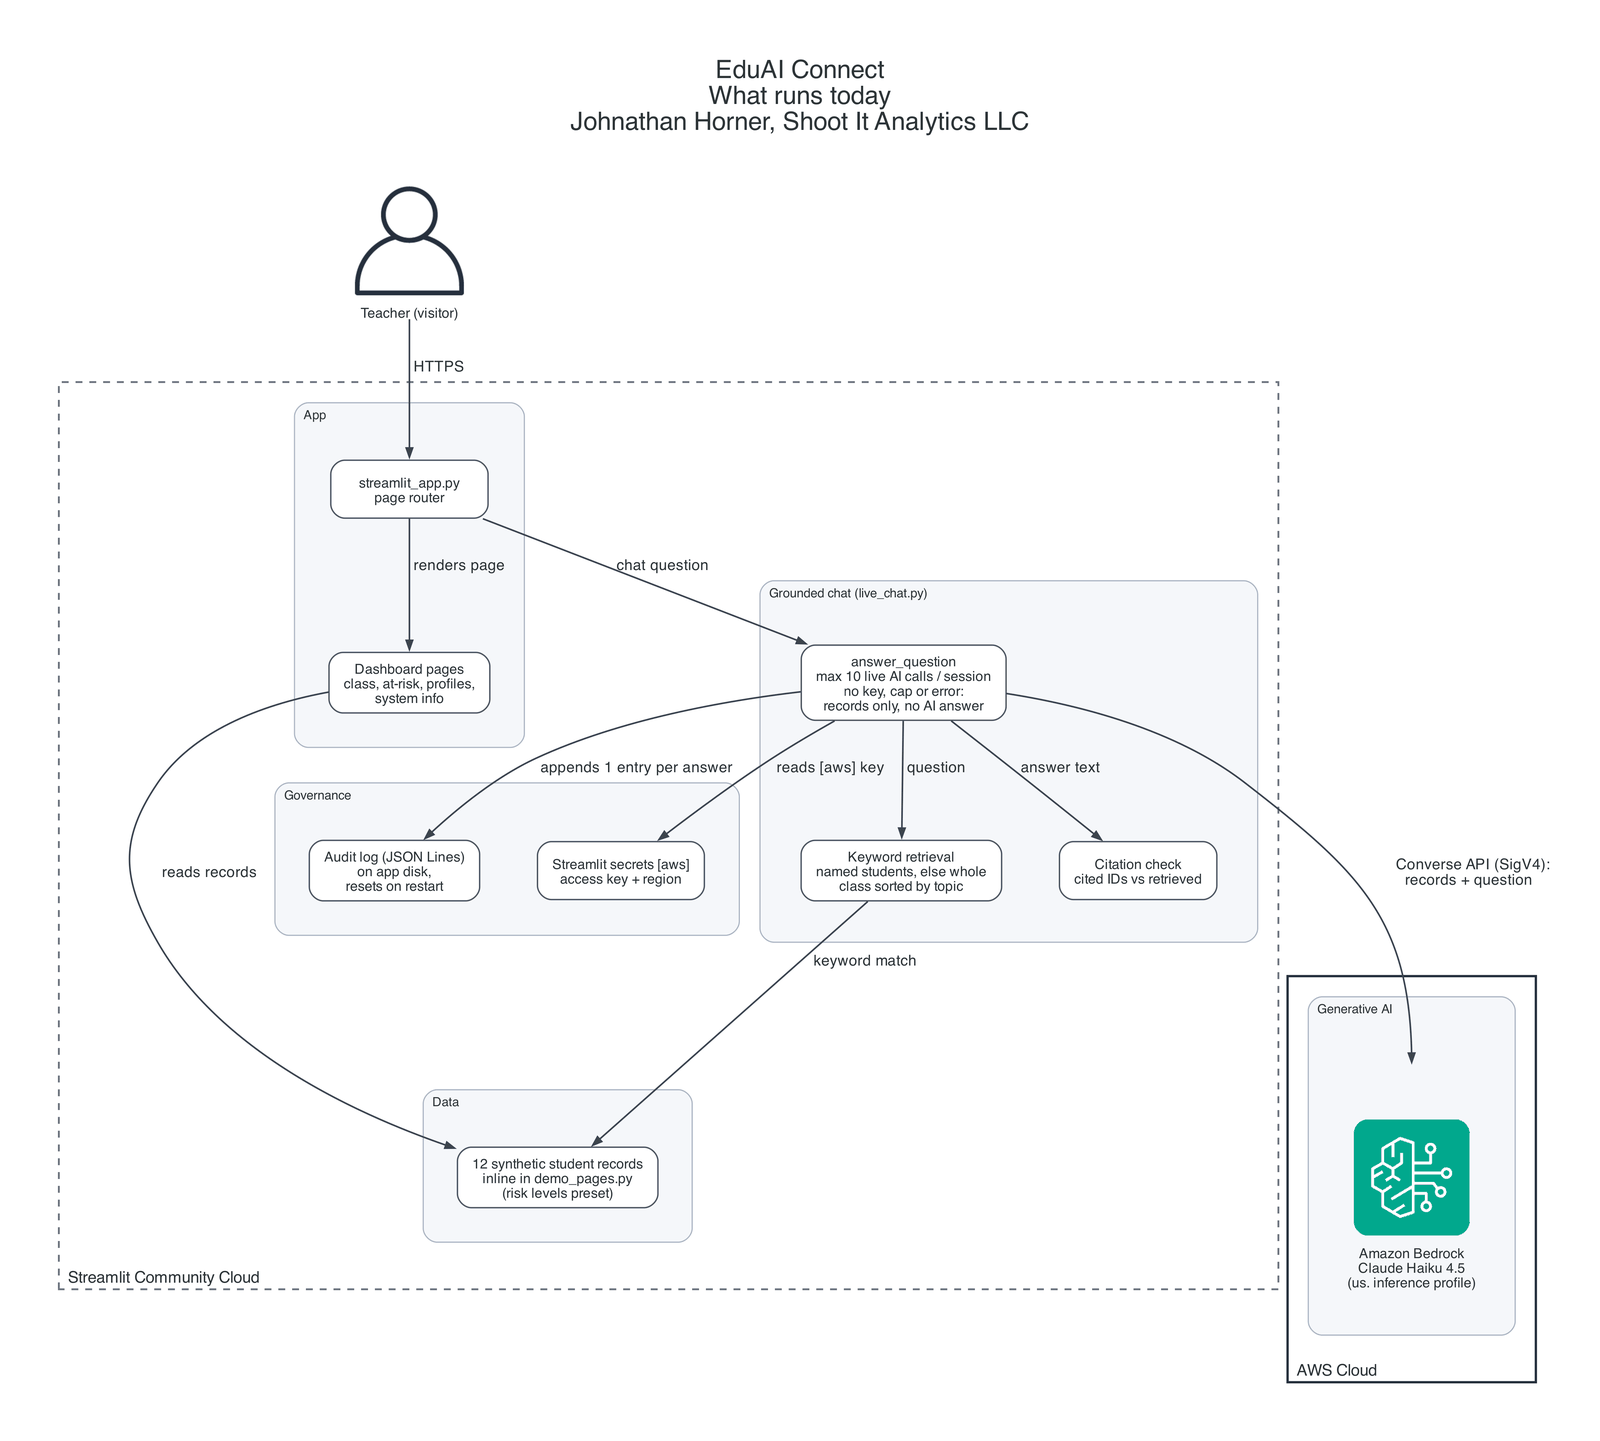 EduAI Connect
What runs today
Johnathan Horner, Shoot It Analytics LLC
Teacher (visitor)
HTTPS
App
streamlit_app.py
page router
renders page
chat question
Dashboard pages
class, at-risk, profiles,
system info
Grounded chat (live_chat.py)
answer_question
max 10 live AI calls / session
no key, cap or error:
records only, no AI answer
appends 1 entry per answer
reads [aws] key
question
answer text
Governance
Audit log (JSON Lines)
on app disk,
resets on restart
Streamlit secrets [aws]
access key + region
Keyword retrieval
named students, else whole
class sorted by topic
Citation check
cited IDs vs retrieved
reads records
Converse API (SigV4):
records + question
keyword match
Data
12 synthetic student records
inline in demo_pages.py
(risk levels preset)
Streamlit Community Cloud
Generative AI
Amazon Bedrock
Claude Haiku 4.5
(us. inference profile)
AWS Cloud